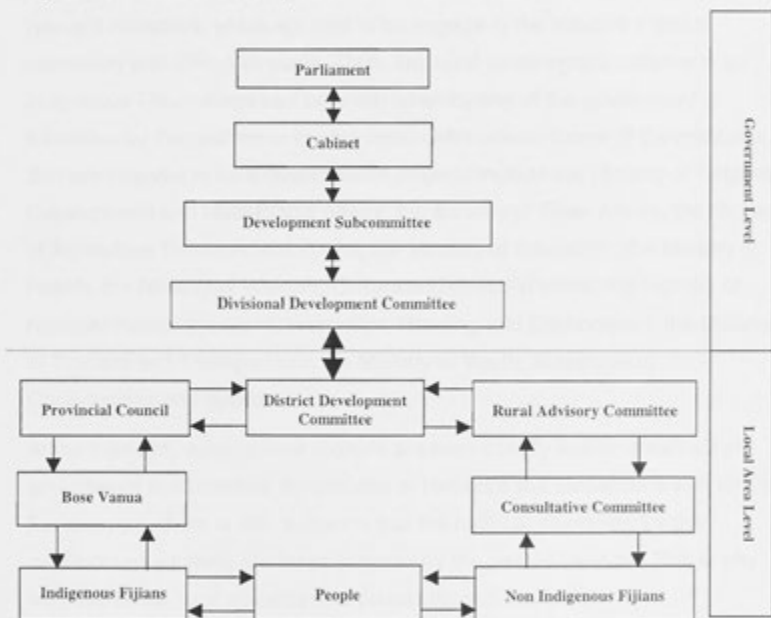 Parliament
Cabinet
Development Subcommittee
Divisional Development Committee
Government Level
Provincial Council
District Development
Committee
Rural Advisory Committee
Bose Vanua
Consultative Committee
Local Area Level
Indigenous Fijians
People
Non Indigenous Fijians